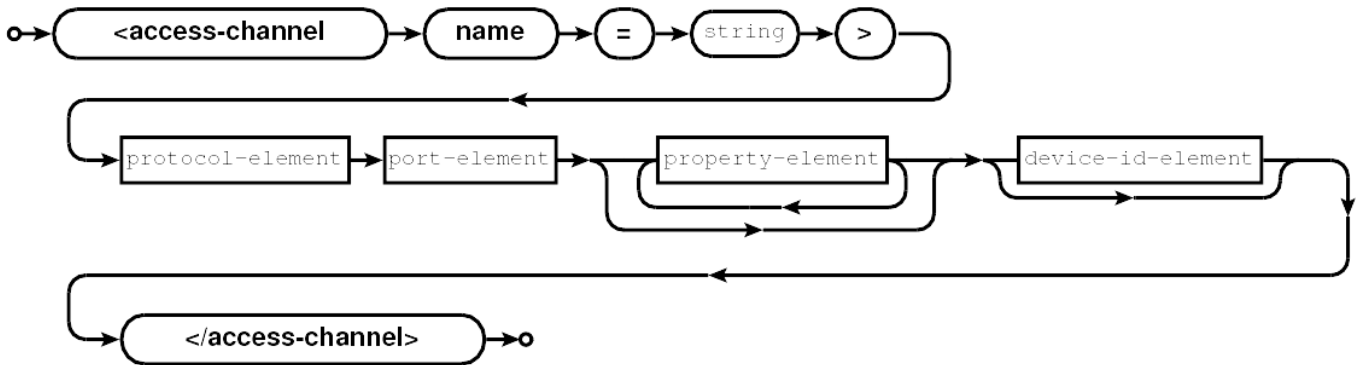 <access-channel name = string >
protocol-element port-element property-element device-id-element
</access-channel>